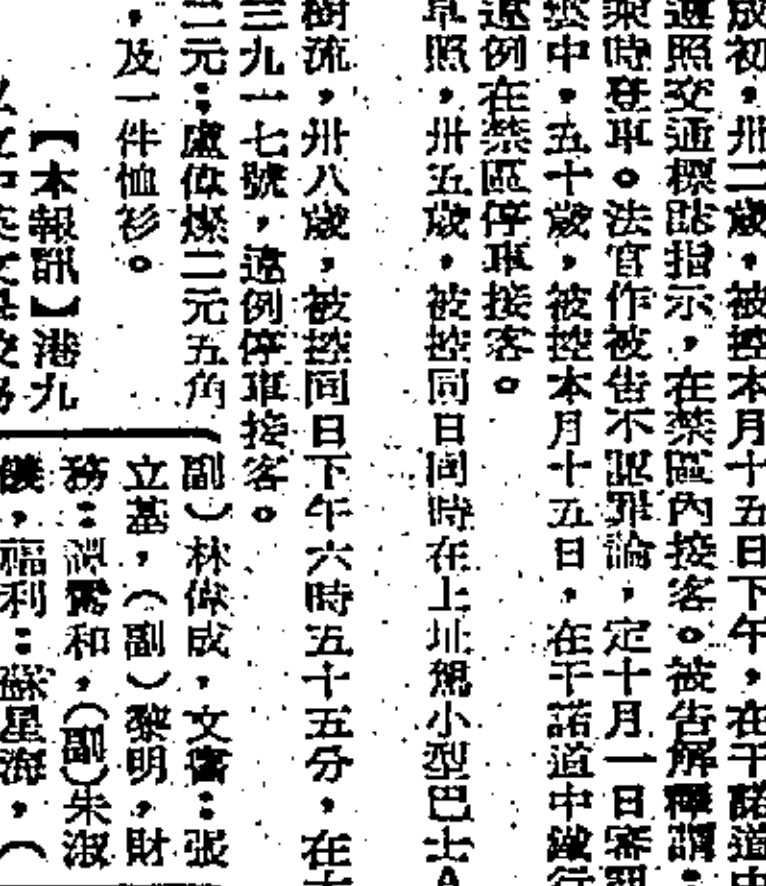 成初，卅二歲，被控本月十五日下午，在干諾道中
遵照交通標誌指示，在禁區內接客。被告解釋謂：
乘時登車。法官作被告不認罪論，定十月一日審訊
中，五十歲，被控本月十五日，在干諾道中
違例在禁區停車接客。
照，卅五歲，被控同日同時在上址駕小型巴士A
樹流，卅八歲，被控同日下午六時五十五分，在
三九一七號，違例停車接客。
二元；盧偉燦二元五角
，及一件恤衫。
【本報訊】港九
副）林偉成，文書：張
立基，（副）黎明，財
務：和，（副）朱淑
，福利：蘇星海，（